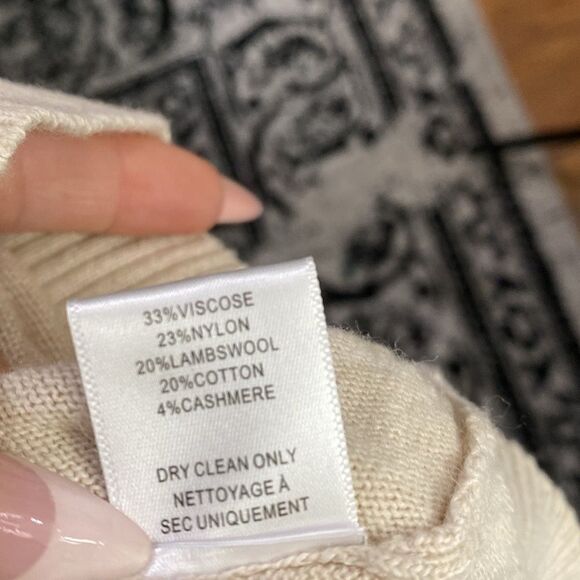 33%VISCOSE
23%NYLON
20%LAMBSWOOL
20%COTTON
4%CASHMERE
DRY CLEAN ONLY
NETTOYAGE À
SEC UNIQUEMENT